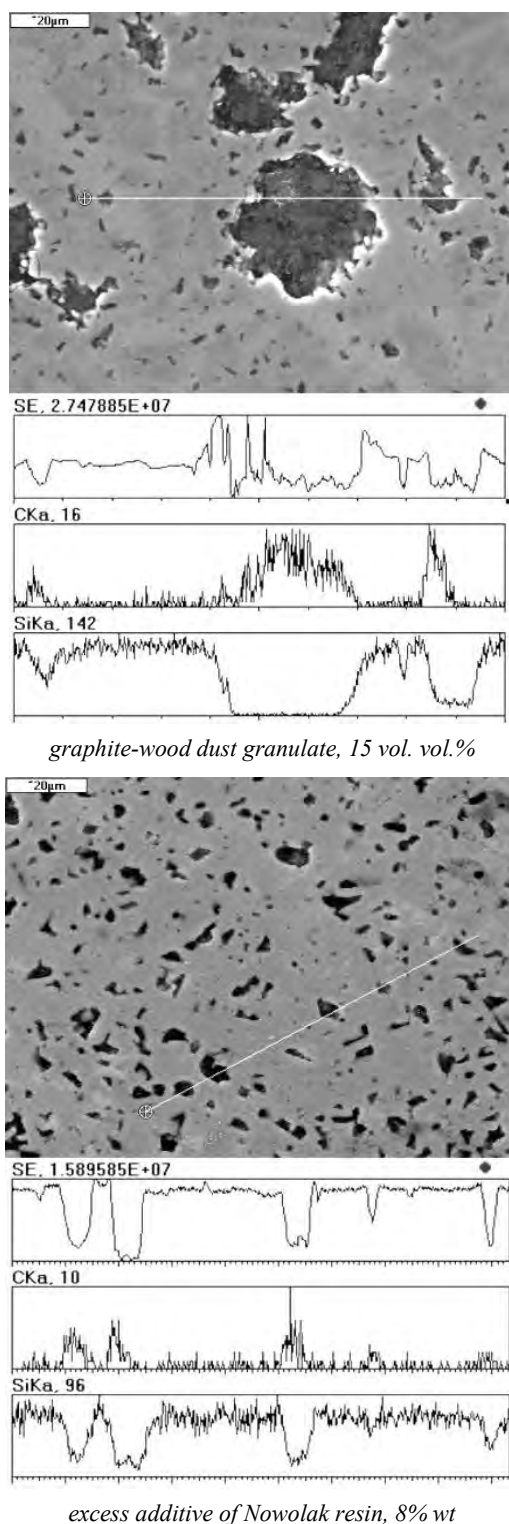 20µm
SE, 2.747885E+07
CKa, 16
SiKa, 142
graphite-wood dust granulate, 15 vol. vol.%
20µm
SE, 1.589585E+07
CKa, 10
SiKa, 96
excess additive of Nowolak resin, 8% wt